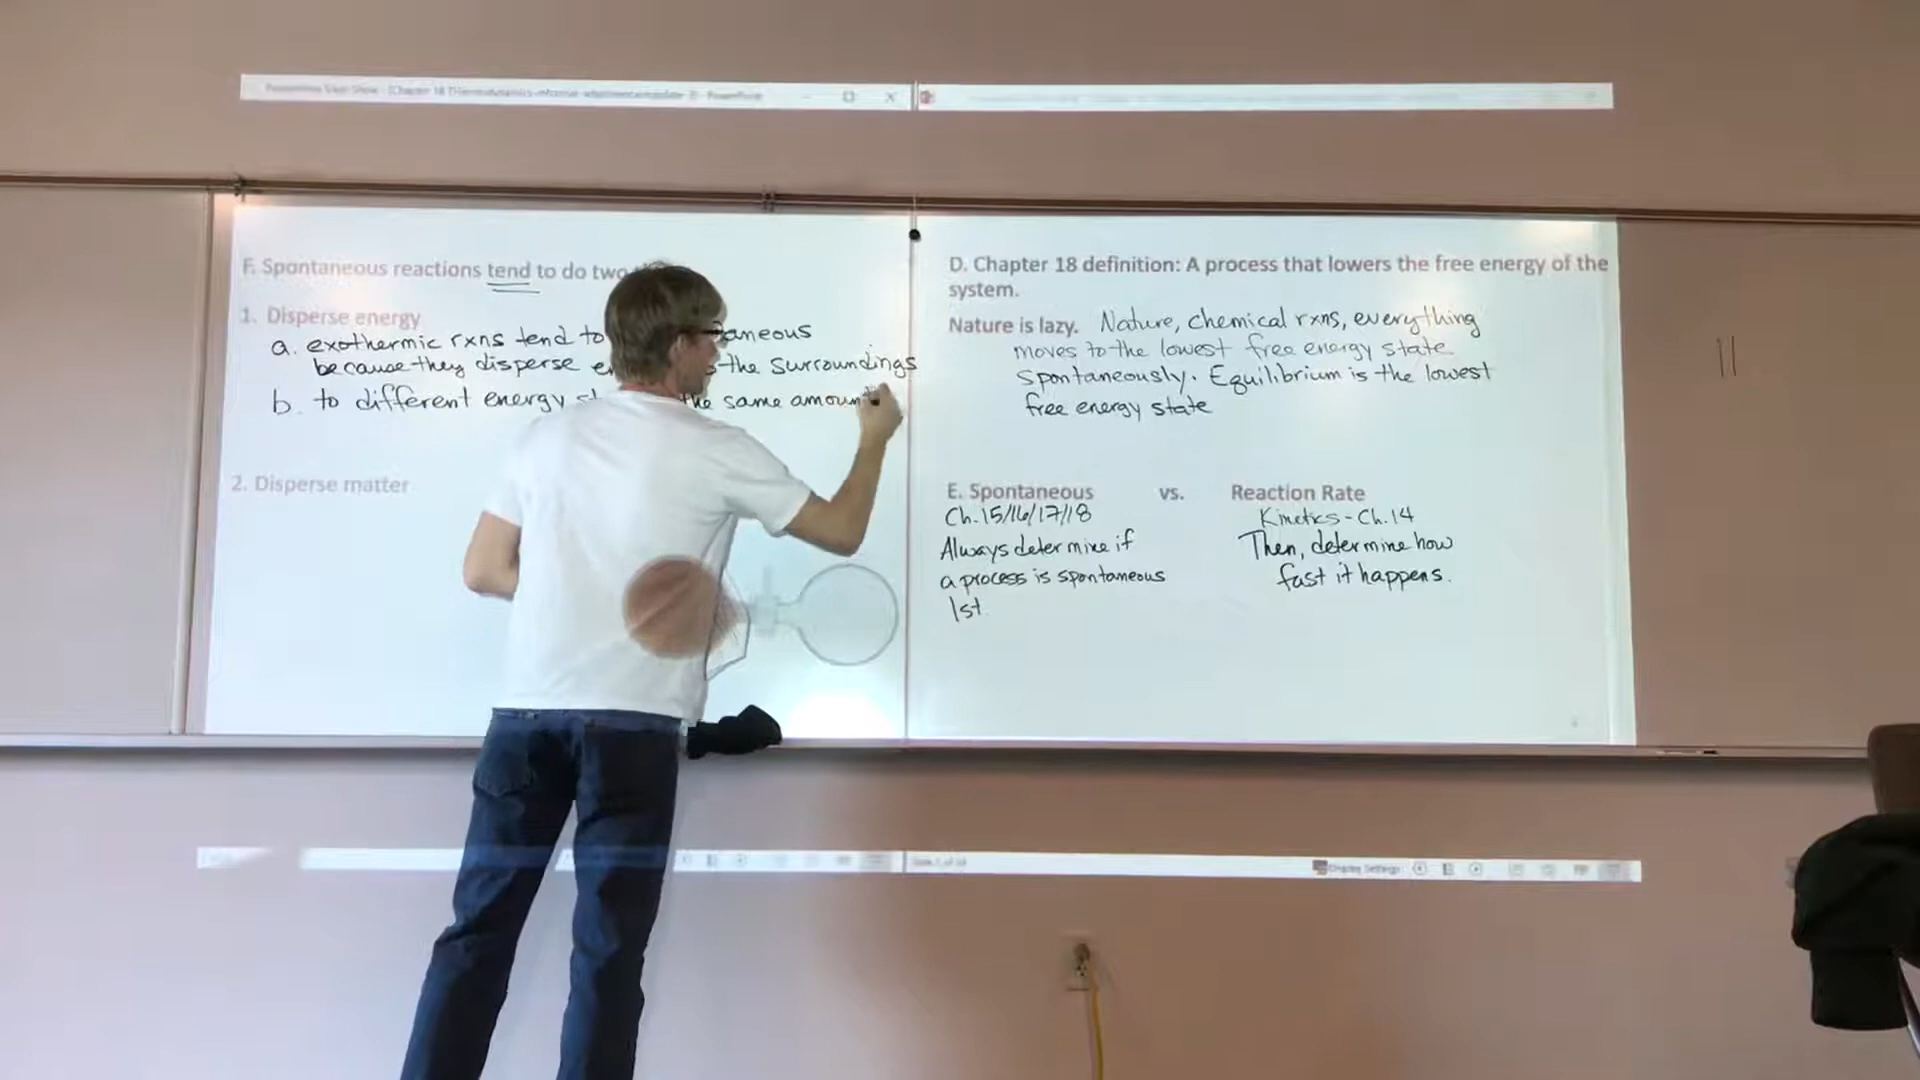 F. Spontaneous reactions tend to do two
1. Disperse energy
a. exothermic rxns tend to
aneous
because they disperse
the surroundings
b. to different energy
the same amount
2. Disperse matter
D. Chapter 18 definition: A process that lowers the free energy of the
system.
Nature is lazy. Nature, chemical rxns, everything
moves to the lowest free energy state
spontaneously. Equilibrium is the lowest
free energy state
E. Spontaneous vs. Reaction Rate
Ch. 15/16/17/18 Kinetics - Ch. 14
Always determine if Then, determine how
a process is spontaneous fast it happens.
1st
11
Display Settings